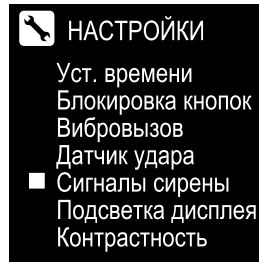 НАСТРОЙКИ
Уст. времени
Блокировка кнопок
Вибровызов
Датчик удара
Сигналы сирены
Подсветка дисплея
Контрастность